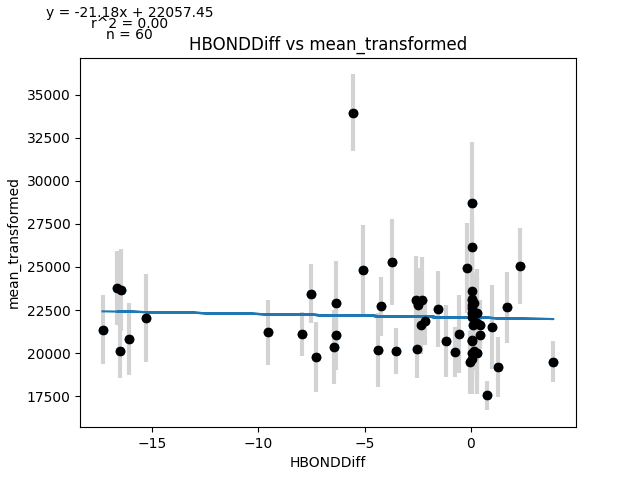 y = -21.18x + 22057.45
r^2 = 0.00
n = 60
HBONDDiff vs mean_transformed
35000
32500
30000
27500
25000
22500
20000
17500
mean_transformed
−15
−10
−5
0
HBONDDiff